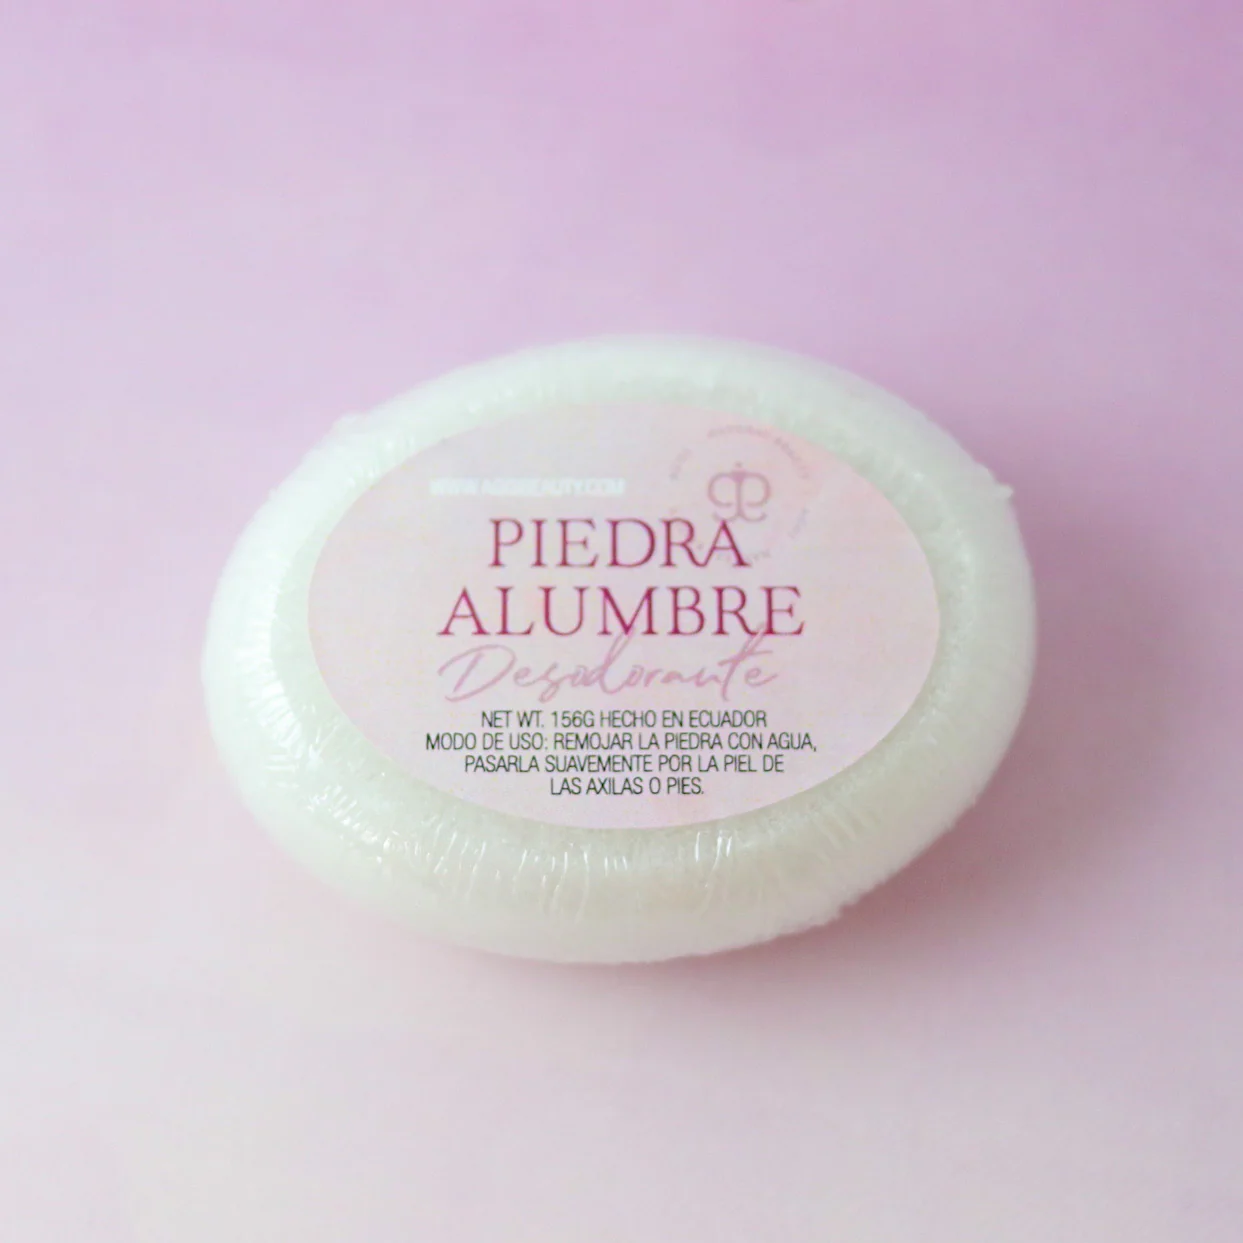 PIEDRA
ALUMBRE
Desodorante
NET WT. 156G HECHO EN ECUADOR
MODO DE USO: REMOJAR LA PIEDRA CON AGUA,
PASARLA SUAVEMENTE POR LA PIEL DE
LAS AXILAS O PIES.